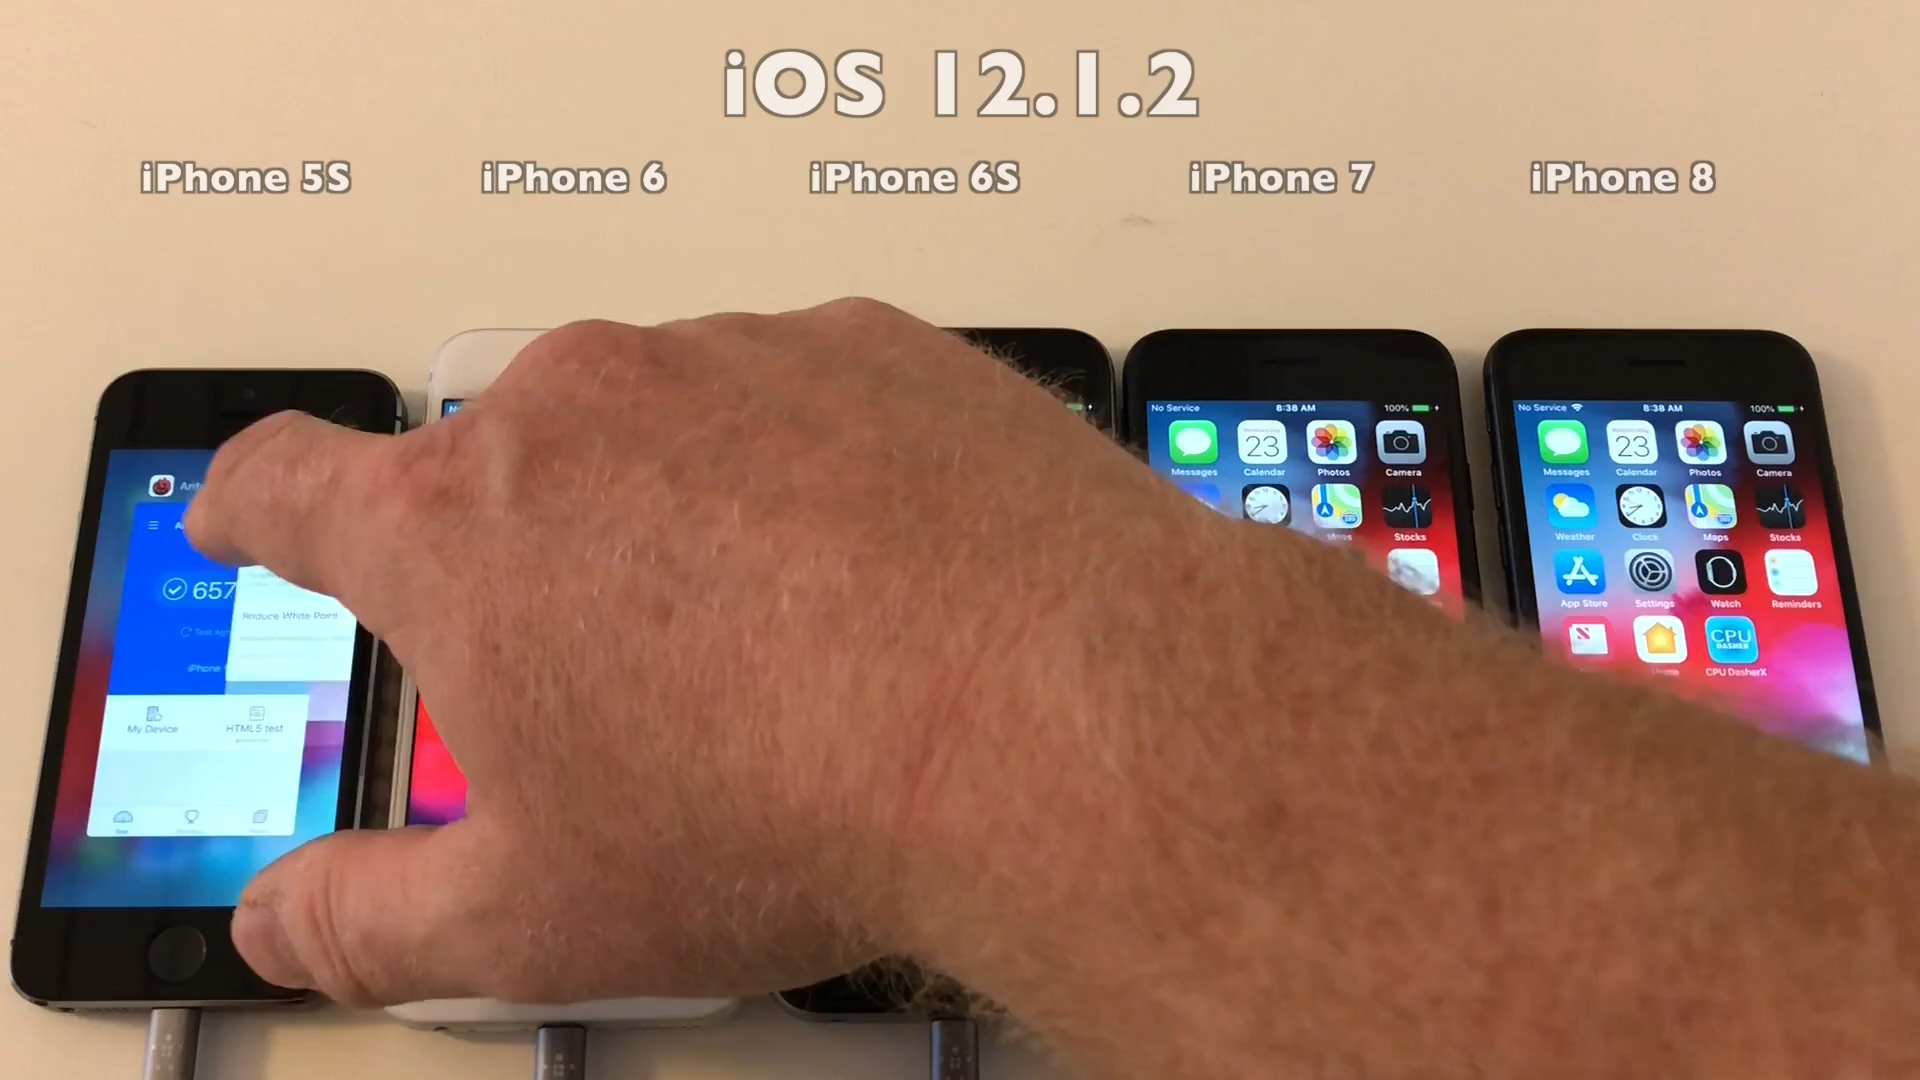 iOS 12.1.2
iPhone 5S
iPhone 6
iPhone 6S
iPhone 7
iPhone 8
No Service 8:38 AM 100%
No Service 8:38 AM 100%
23
Messages Calendar Photos Camera
23
Messages Calendar Photos Camera
Stocks
Weather Clock Maps Stocks
App Store Settings Watch Reminders
CPU
DASHER
CPU DasherX
657
Reduce White Point
iPhone
My Device HTML5 test